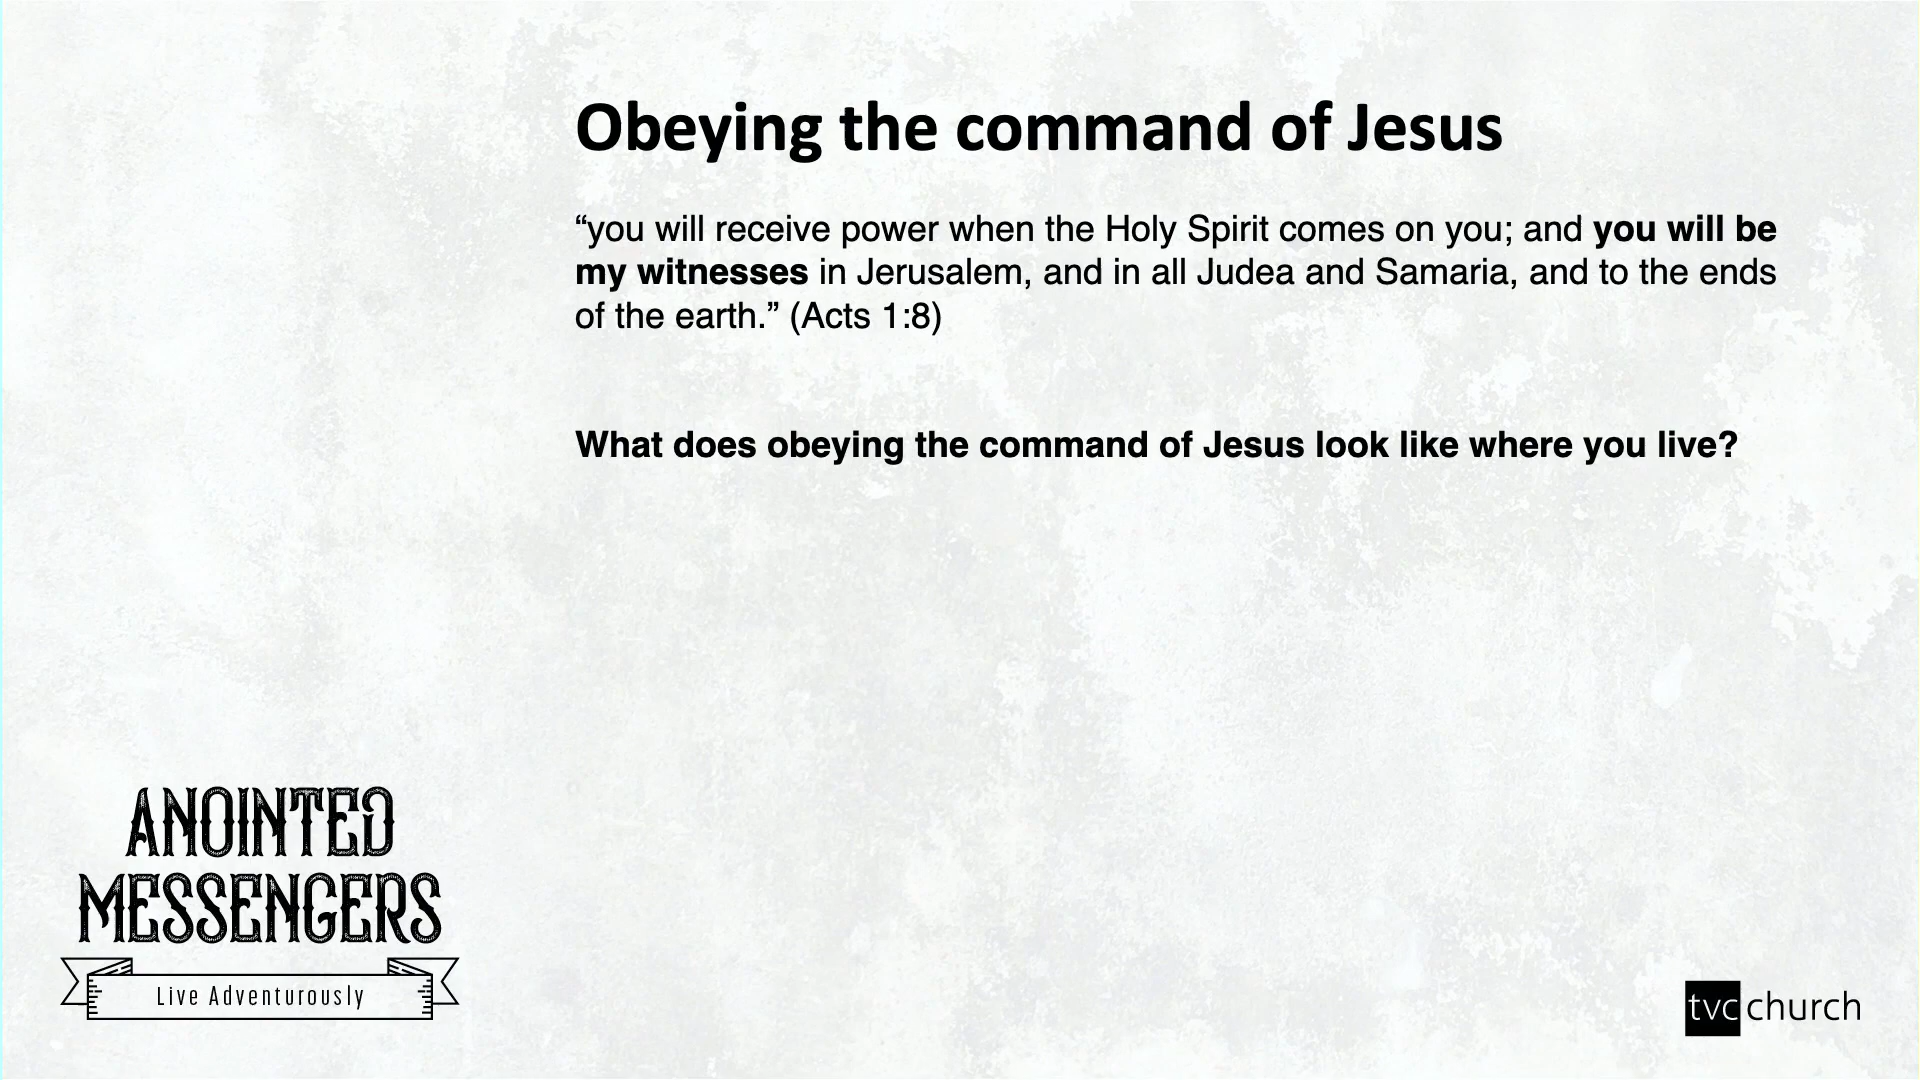 Obeying the command of Jesus
“you will receive power when the Holy Spirit comes on you; and you will be
my witnesses in Jerusalem, and in all Judea and Samaria, and to the ends
of the earth.” (Acts 1:8)
What does obeying the command of Jesus look like where you live?
ANOINTED
MESSENGERS
Live Adventurously
tvc church